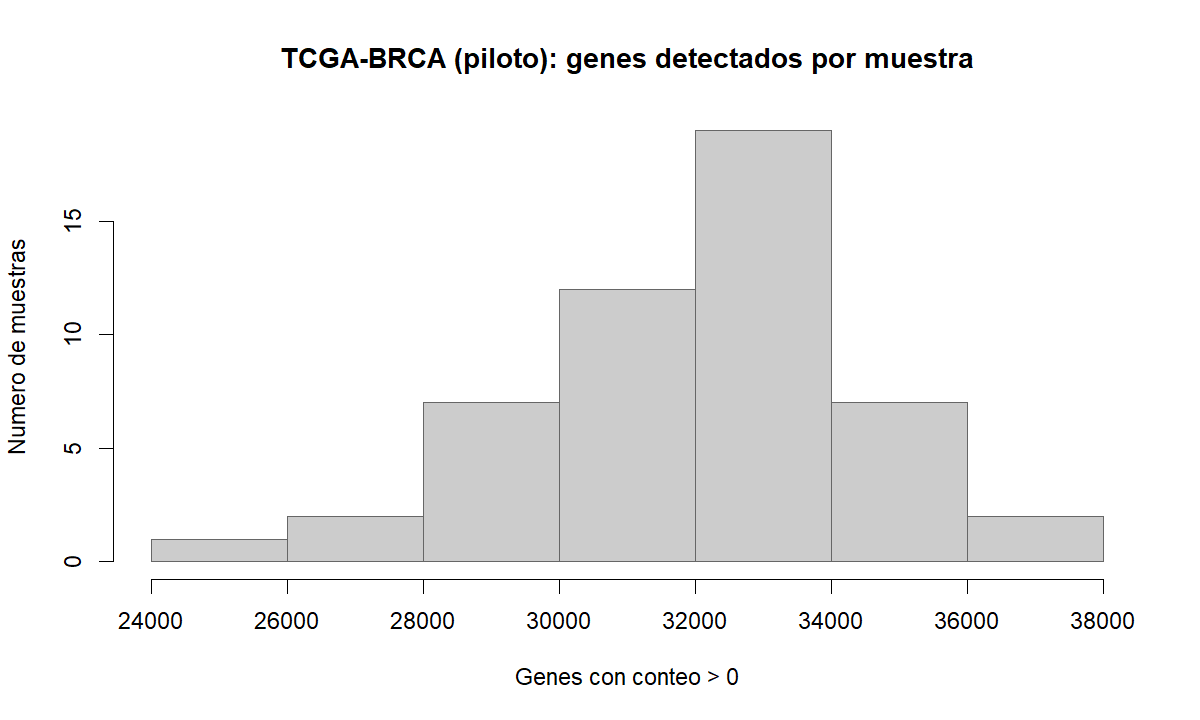 TCGA-BRCA (piloto): genes detectados por muestra
Numero de muestras
15
10
5
0
24000 26000 28000 30000 32000 34000 36000 38000
Genes con conteo > 0